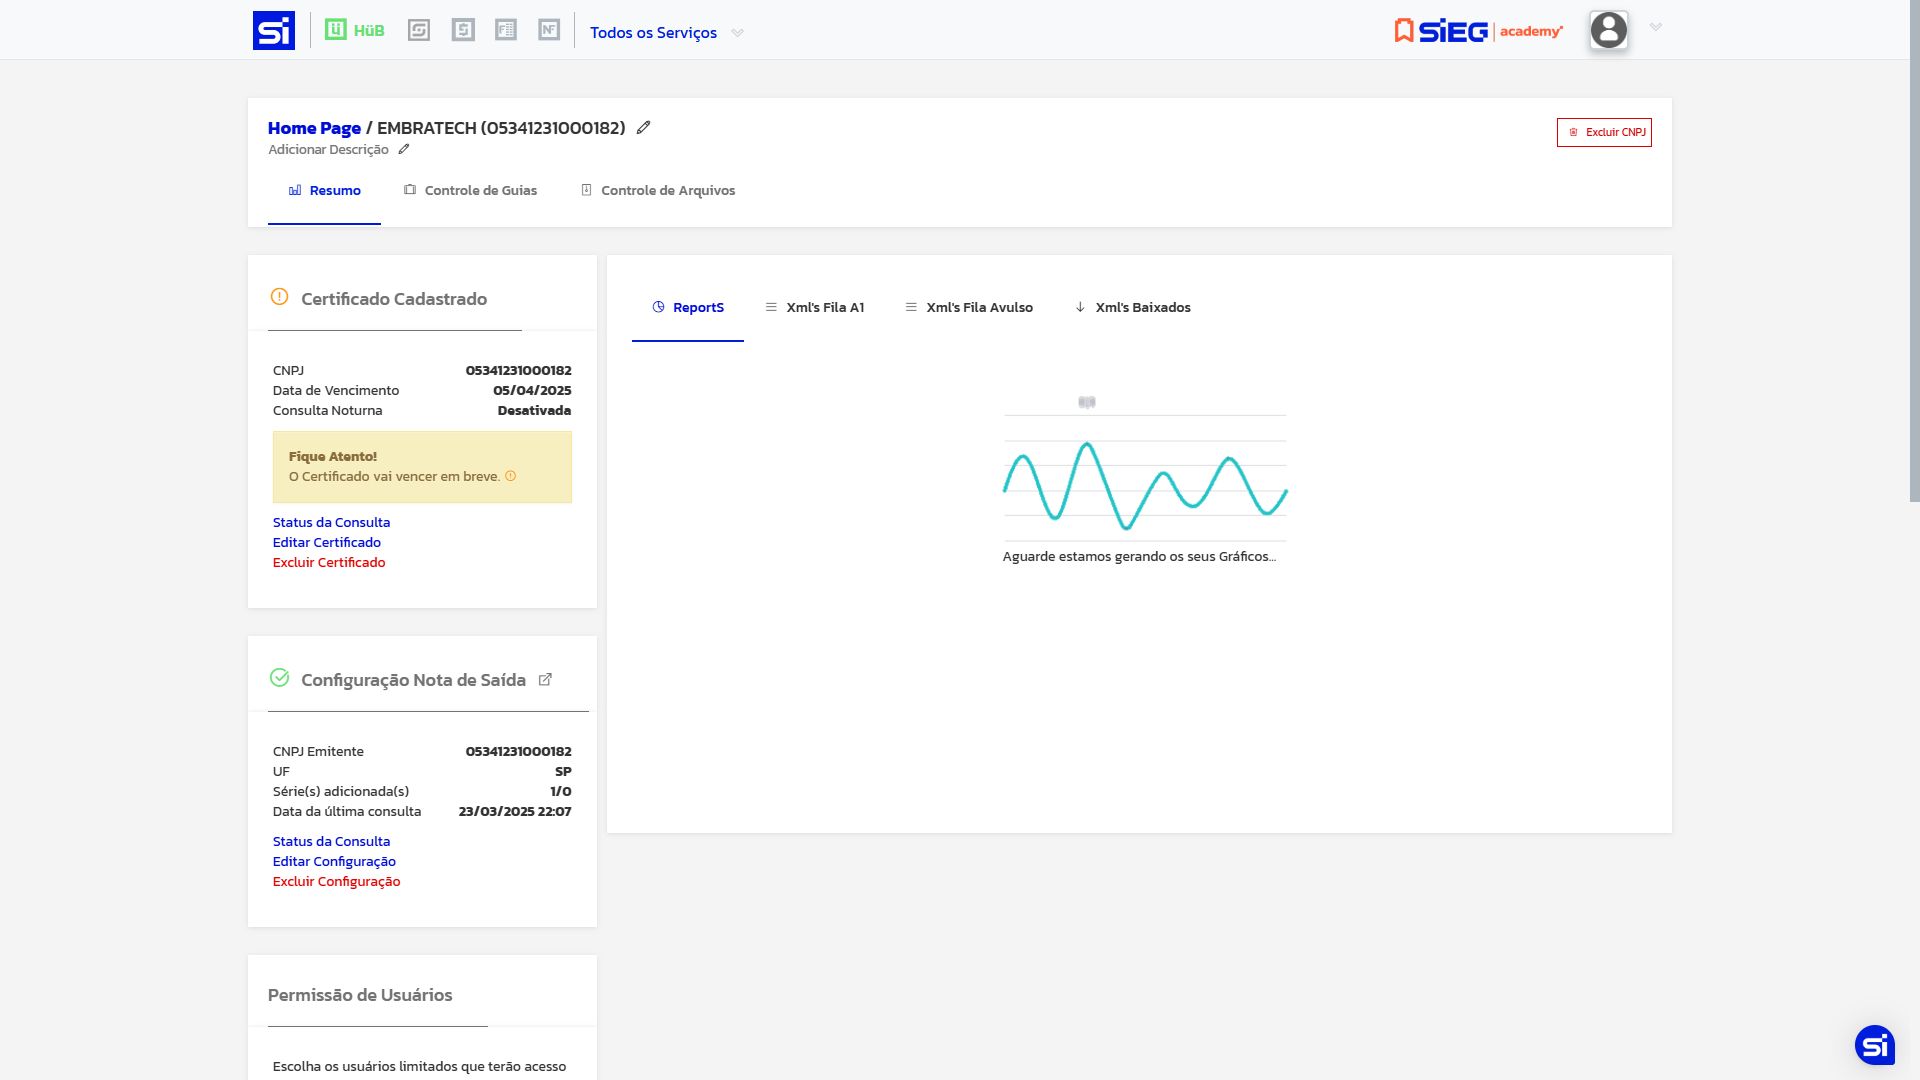 Si
HüB
NF
Todos os Serviços
SiEG academy
Home Page / EMBRATECH (05341231000182)
Excluir CNPJ
Adicionar Descrição
Resumo
Controle de Guias
Controle de Arquivos
Certificado Cadastrado
CNPJ 05341231000182
Data de Vencimento 05/04/2025
Consulta Noturna Desativada
Fique Atento!
O Certificado vai vencer em breve.
Status da Consulta
Editar Certificado
Excluir Certificado
ReportS
Xml's Fila A1
Xml's Fila Avulso
Xml's Baixados
Aguarde estamos gerando os seus Gráficos...
Configuração Nota de Saída
CNPJ Emitente 05341231000182
UF SP
Série(s) adicionada(s) 1/0
Data da última consulta 23/03/2025 22:07
Status da Consulta
Editar Configuração
Excluir Configuração
Permissão de Usuários
Escolha os usuários limitados que terão acesso
Si